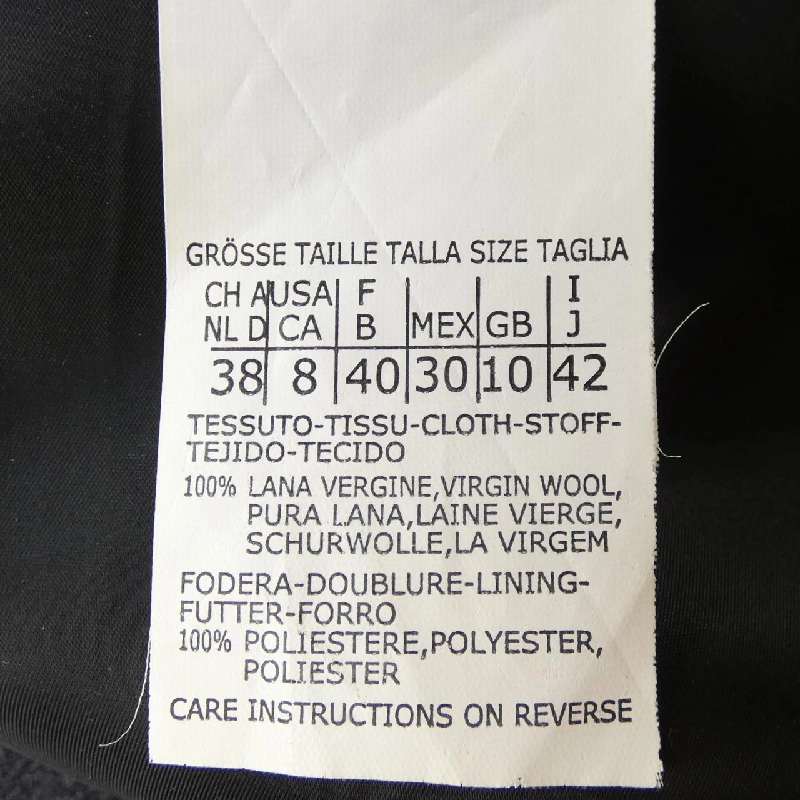 GRÖSSE TAILLE TALLA SIZE TAGLIA
CH A USA F I
NL D CA B MEX GB J
38 8 40 30 10 42
TESSUTO-TISSU-CLOTH-STOFF-
TEJIDO-TECIDO
100% LANA VERGINE,VIRGIN WOOL,
PURA LANA,LAINE VIERGE,
SCHURWOLLE,LA VIRGEM
FODERA-DOUBLURE-LINING-
FUTTER-FORRO
100% POLIESTERE,POLYESTER,
POLIESTER
CARE INSTRUCTIONS ON REVERSE